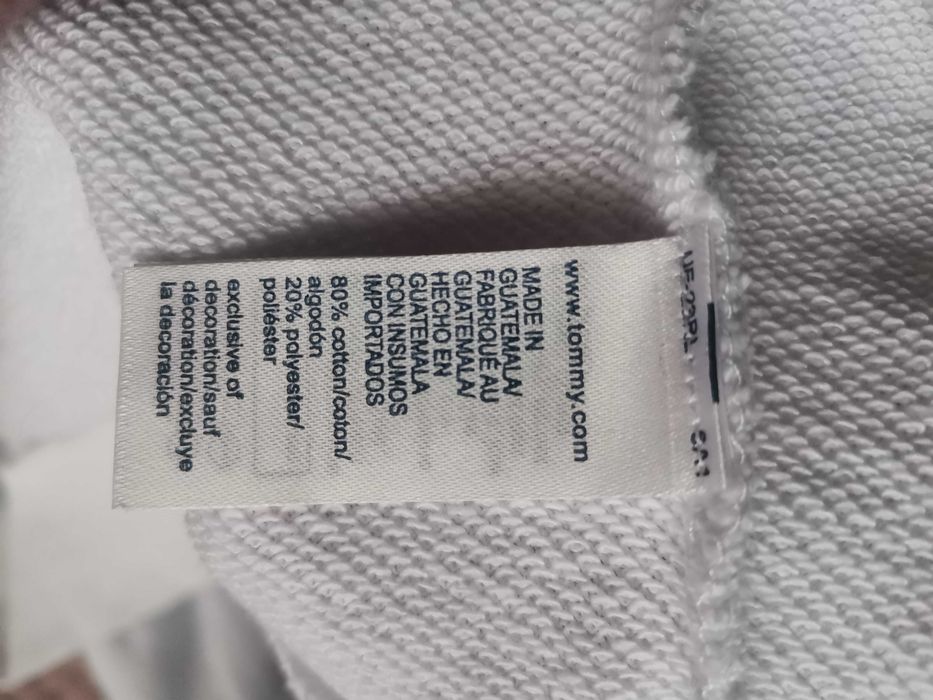 www.tommy.com
MADE IN
GUATEMALA/
FABRIQUÉ AU
GUATEMALA/
HECHO EN
GUATEMALA
CON INSUMOS
IMPORTADOS
80% cotton/coton/
algodón
20% polyester/
poliéster
exclusive of
decoration/sauf
décoration/excluye
la decoración